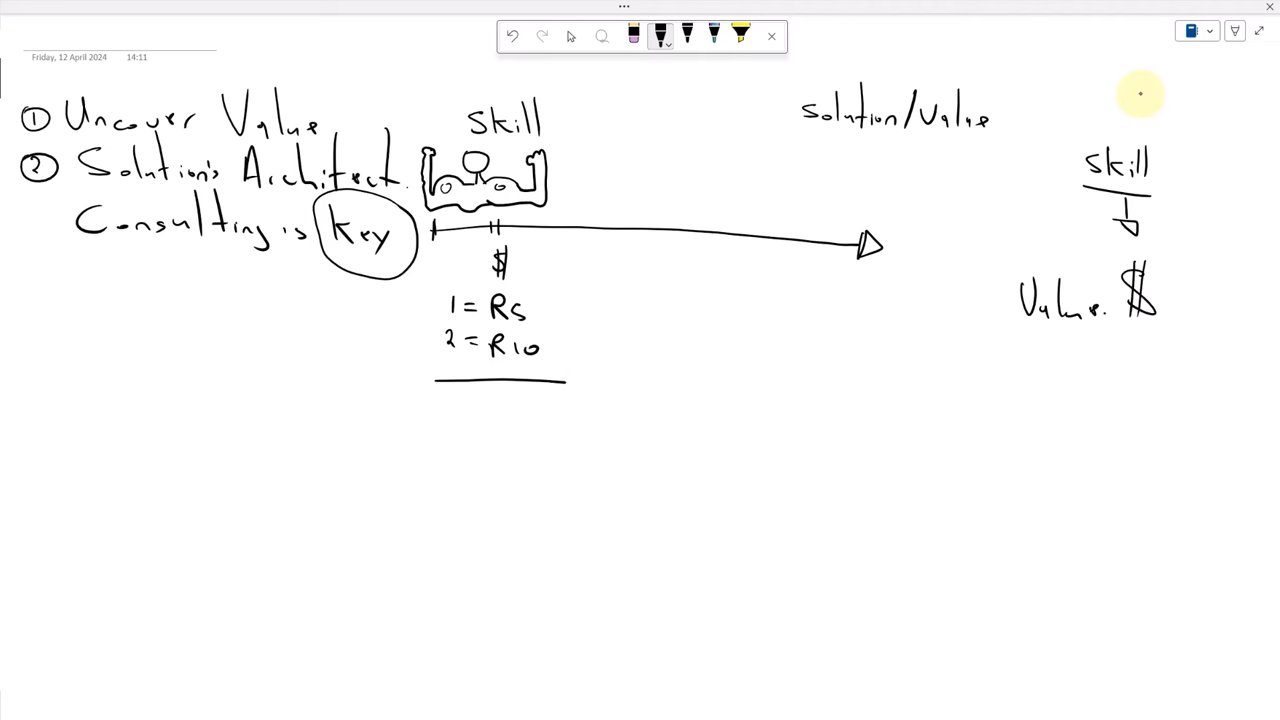 Friday, 12 April 2024 14:11
① Uncover Value
② Solution's Architect.
Consulting is Key
Skill
$
1 = R5
2 = R10
Solution/Value
Skill
Value. $